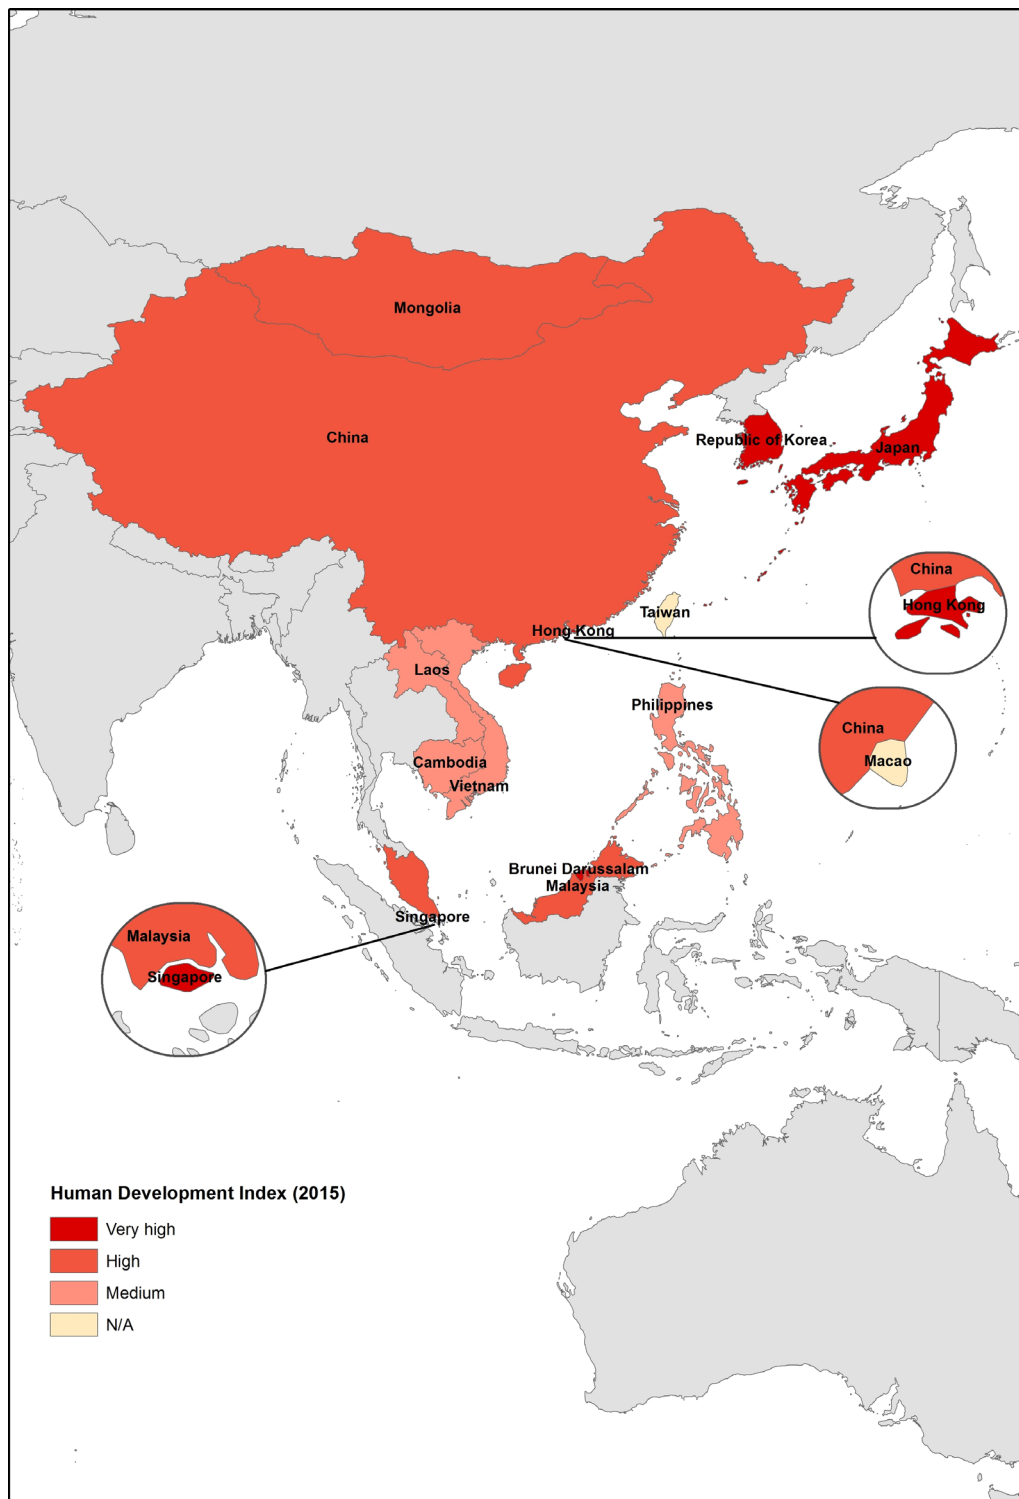 Mongolia
China
Republic of Korea
Japan
China
Hong Kong
Taiwan
Hong Kong
Laos
Philippines
China
Macao
Cambodia
Vietnam
Brunei Darussalam
Malaysia
Singapore
Malaysia
Singapore
Human Development Index (2015)
Very high
High
Medium
N/A